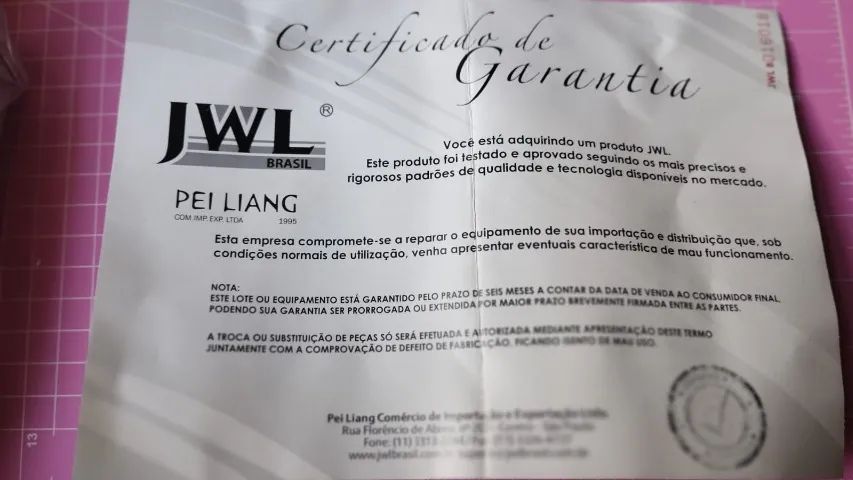 Certificado de
Garantia
JWL ®
BRASIL
PEI LIANG
COM. IMP. EXP. LTDA 1995
Você está adquirindo um produto JWL.
Este produto foi testado e aprovado seguindo os mais precisos e
rigorosos padrões de qualidade e tecnologia disponíveis no mercado.
Esta empresa compromete-se a reparar o equipamento de sua importação e distribuição que, sob
condições normais de utilização, venha apresentar eventuais característica de mau funcionamento.
NOTA:
ESTE LOTE OU EQUIPAMENTO ESTÁ GARANTIDO PELO PRAZO DE SEIS MESES A CONTAR DA DATA DE VENDA AO CONSUMIDOR FINAL,
PODENDO SUA GARANTIA SER PRORROGADA OU EXTENDIDA POR MAIOR PRAZO BREVEMENTE FIRMADA ENTRE AS PARTES.
A TROCA OU SUBSTITUIÇÃO DE PEÇAS SÓ SERÁ EFETUADA E AUTORIZADA MEDIANTE APRESENTAÇÃO DESTE TERMO
JUNTAMENTE COM A COMPROVAÇÃO DE DEFEITO DE FABRICAÇÃO, FICANDO ISENTO DE MAU USO.
Pei Liang Comércio de Importação e Exportação Ltda.
Rua Florêncio de Abreu
Fone: (11)
www.jwlbrasil.com.br
13